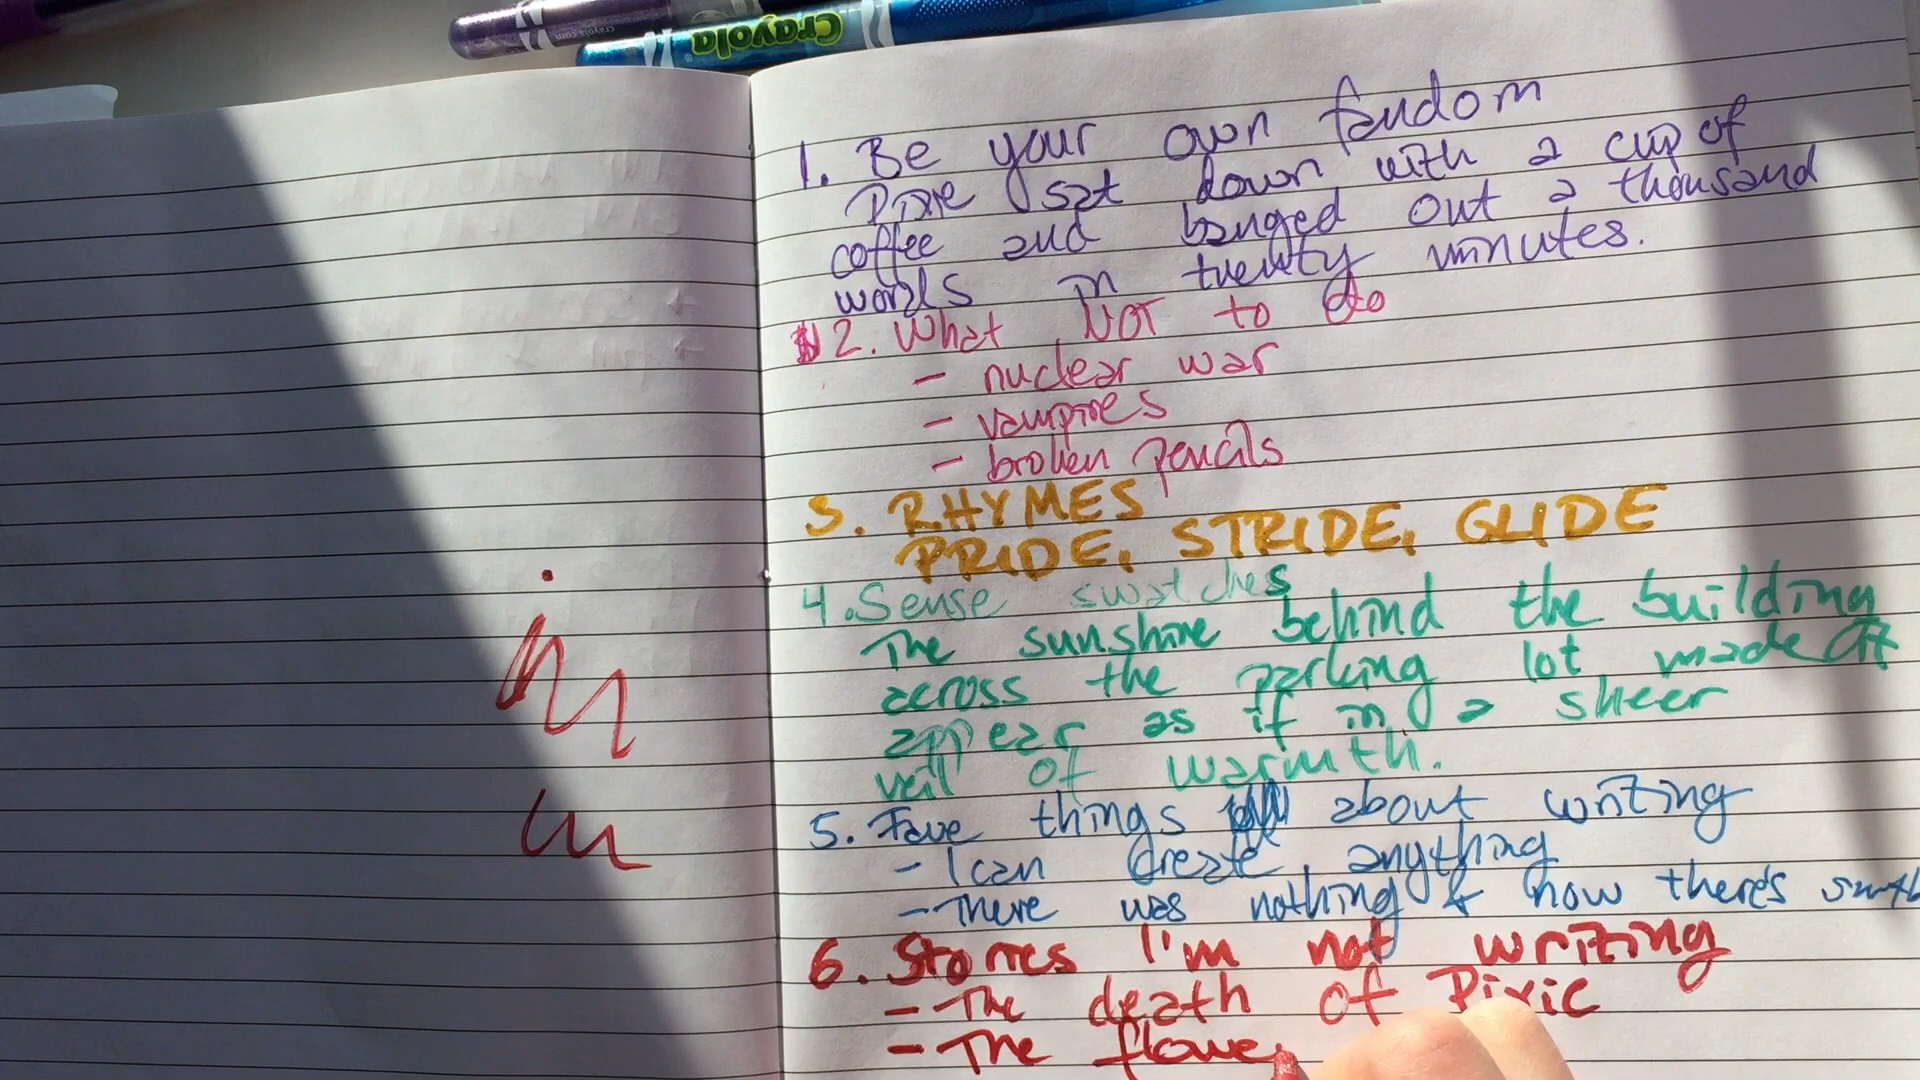 crayola.com
Crayola
1. Be your own fandom
Pixie sat down with a cup of
coffee and banged out a thousand
words in twenty minutes.
2. What NOT to do
- nuclear war
- vampires
- broken pencils
3. RHYMES
PRIDE, STRIDE, GLIDE
4. Sense swatches
The sunshine behind the building
across the parking lot made it
appear as if in a sheer
veil of warmth.
5. Fave things about writing
- I can create anything
- There was nothing & now there's
6. Stories I'm not writing
- The death of Pixie
- The flowe